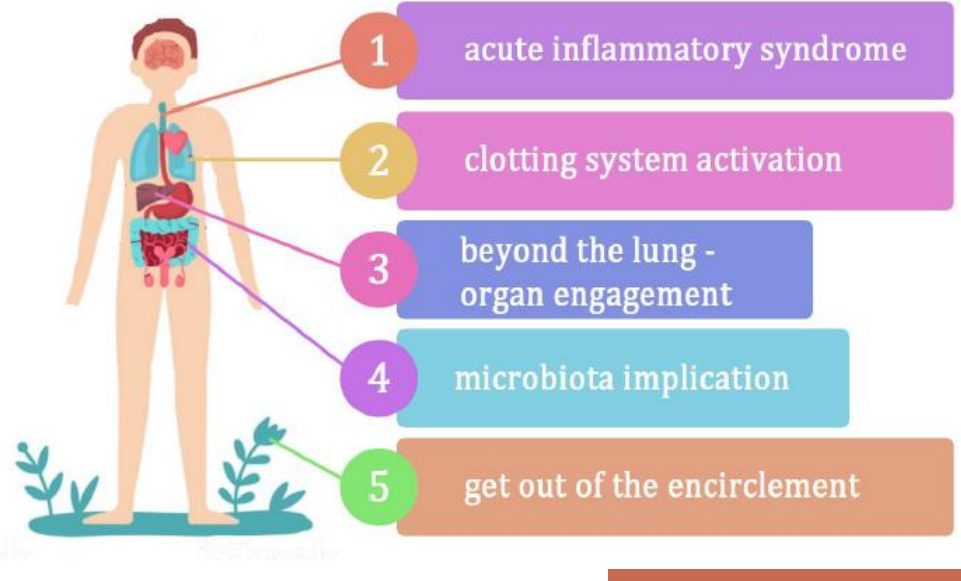 1 acute inflammatory syndrome
2 clotting system activation
3 beyond the lung -
organ engagement
4 microbiota implication
5 get out of the encirclement